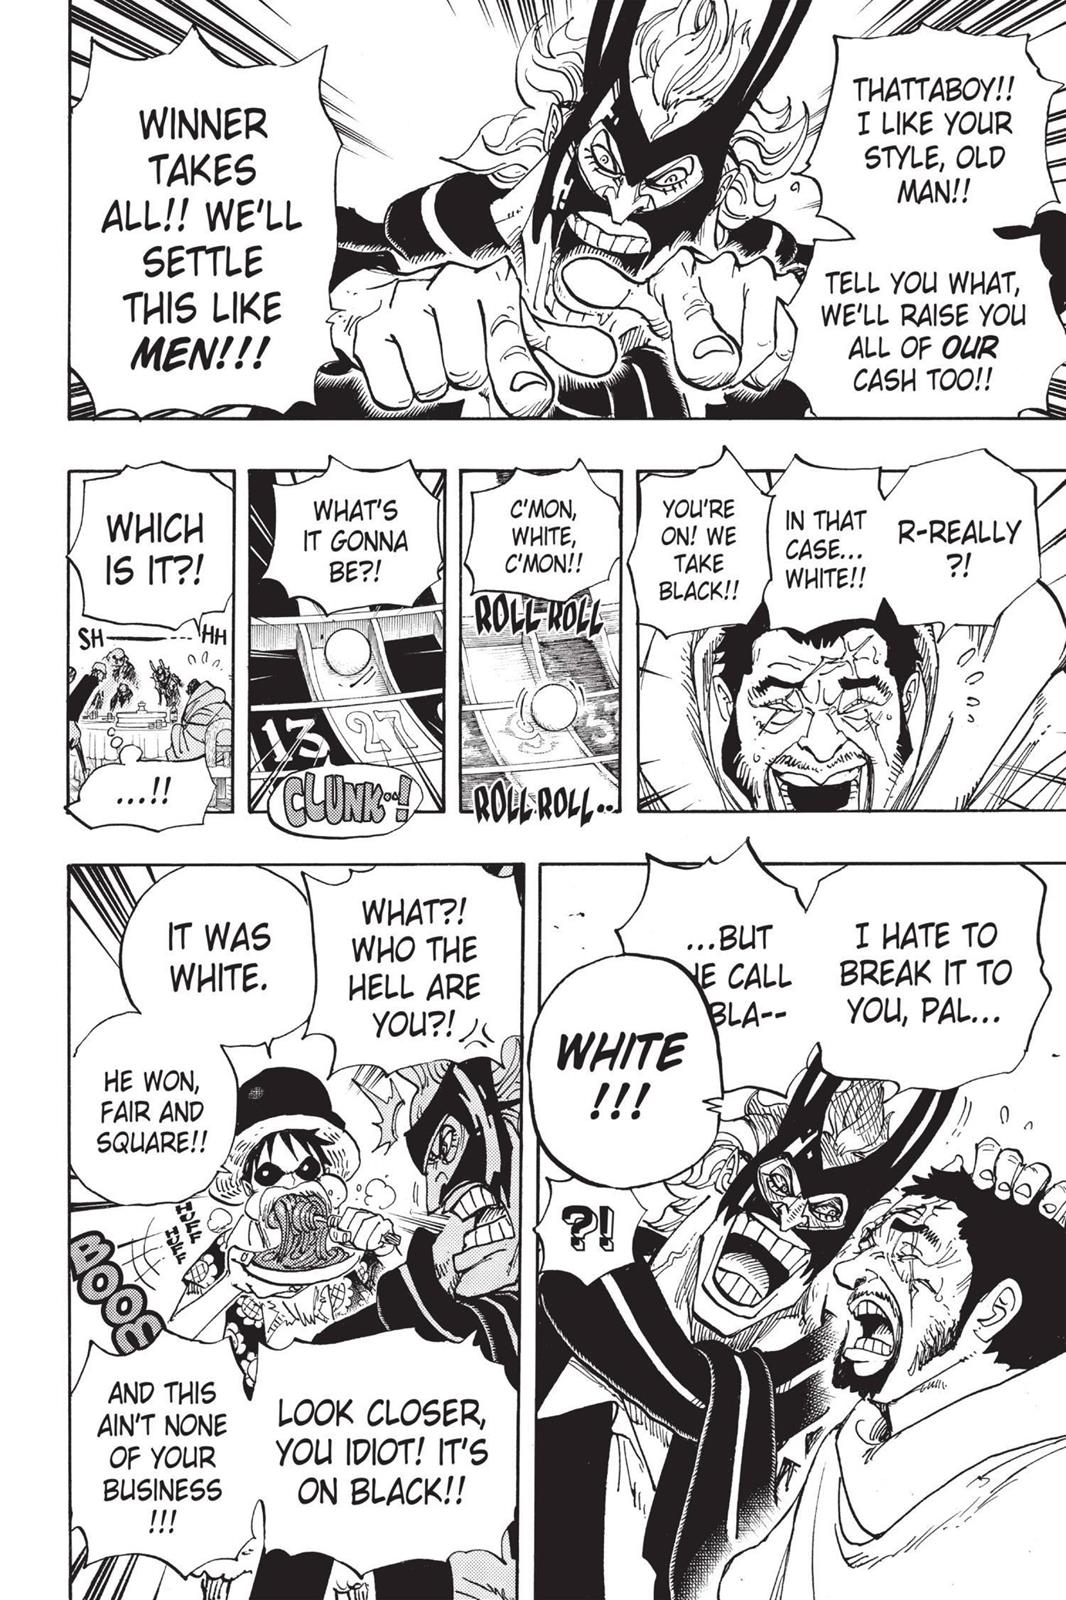 THATTABOY!!
I LIKE YOUR
STYLE, OLD
MAN!!
TELL YOU WHAT,
WE'LL RAISE YOU
ALL OF OUR
CASH TOO!!
WINNER
TAKES
ALL!! WE'LL
SETTLE
THIS LIKE
MEN!!!
R-REALLY
?!
IN THAT
CASE...
WHITE!!
YOU'RE
ON! WE
TAKE
BLACK!!
C'MON,
WHITE,
C'MON!!
ROLL ROLL
ROLL ROLL..
WHAT'S
IT GONNA
BE?!
13
27
CLUNK..!
WHICH
IS IT?!
SH HH
...!!
I HATE TO
BREAK IT TO
YOU, PAL...
...BUT
CALL
BLA--
WHITE
!!!
?!
WHAT?!
WHO THE
HELL ARE
YOU?!
IT WAS
WHITE.
HE WON,
FAIR AND
SQUARE!!
HUFF
HUFF
BOOM
LOOK CLOSER,
YOU IDIOT! IT'S
ON BLACK!!
AND THIS
AIN'T NONE
OF YOUR
BUSINESS
!!!